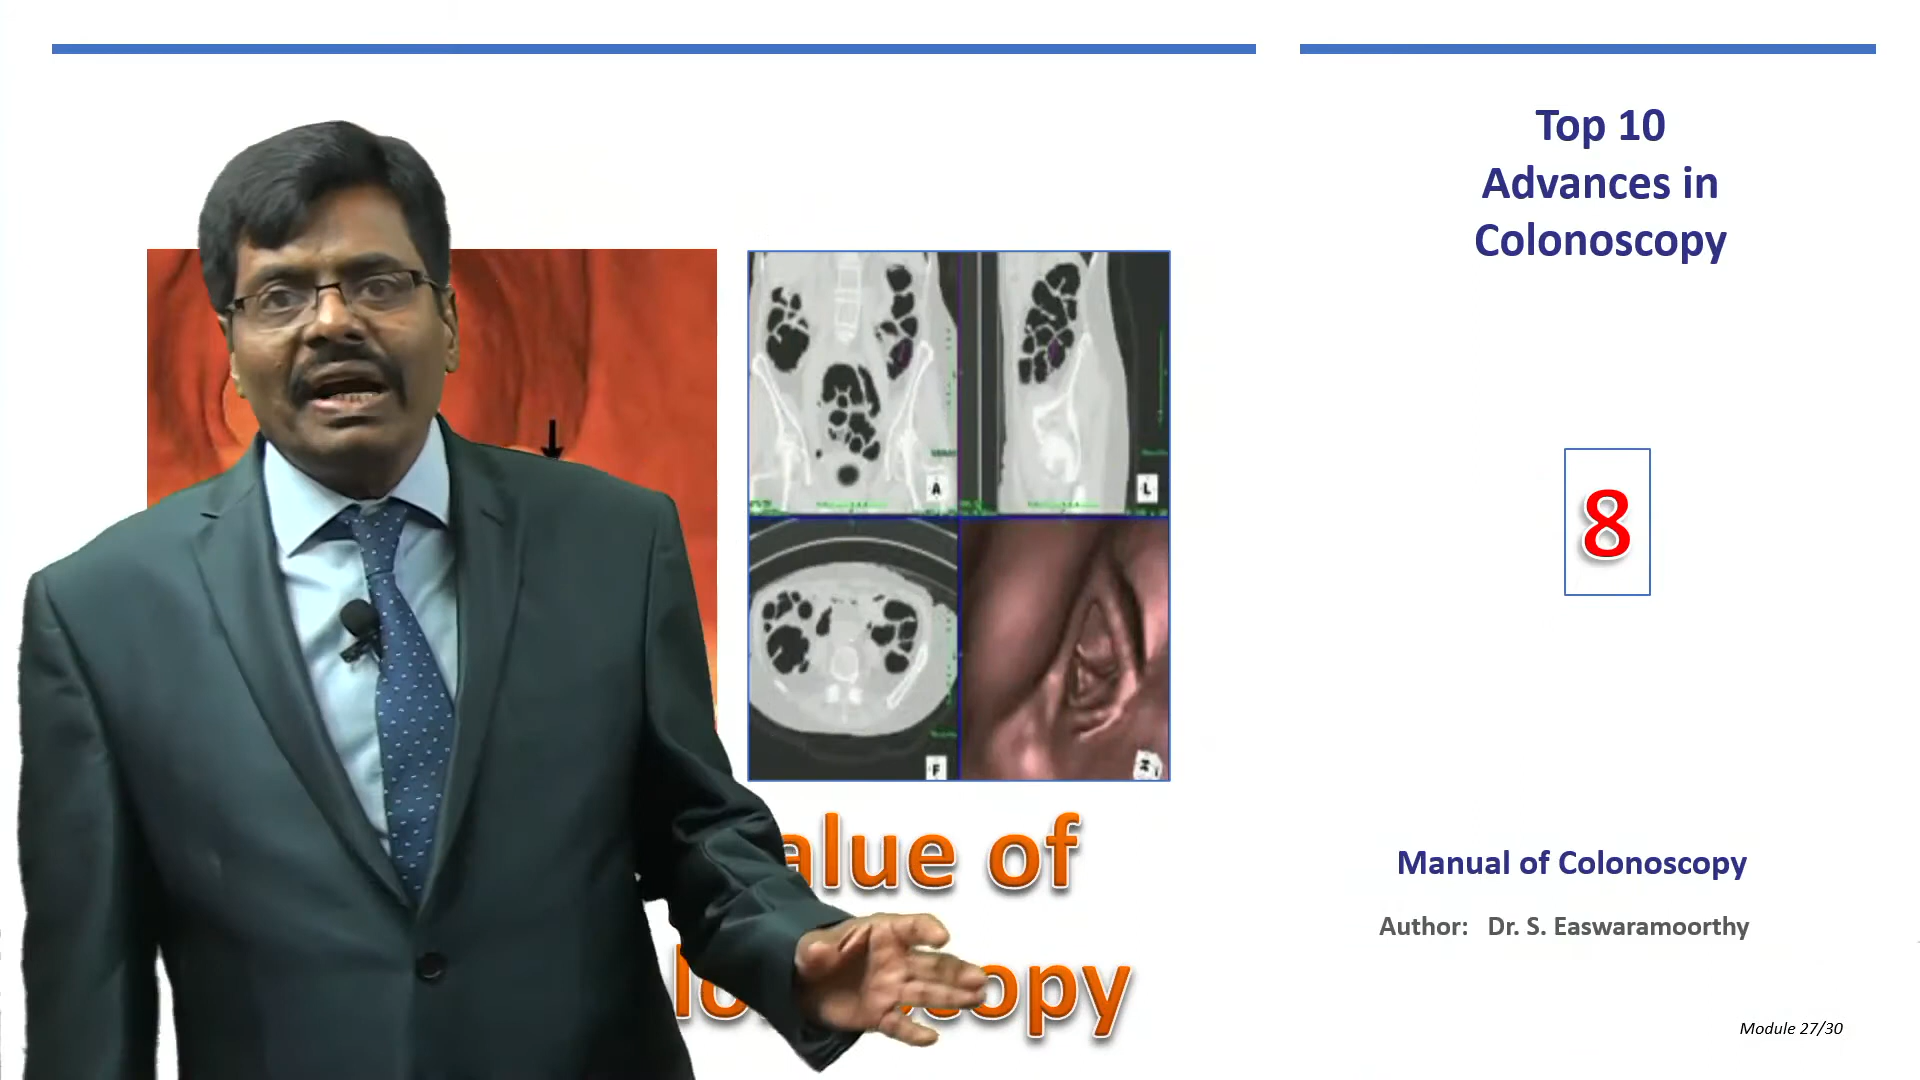 Top 10
Advances in
Colonoscopy
8
A
L
F
alue of
opy
Manual of Colonoscopy
Author: Dr. S. Easwaramoorthy
Module 27/30